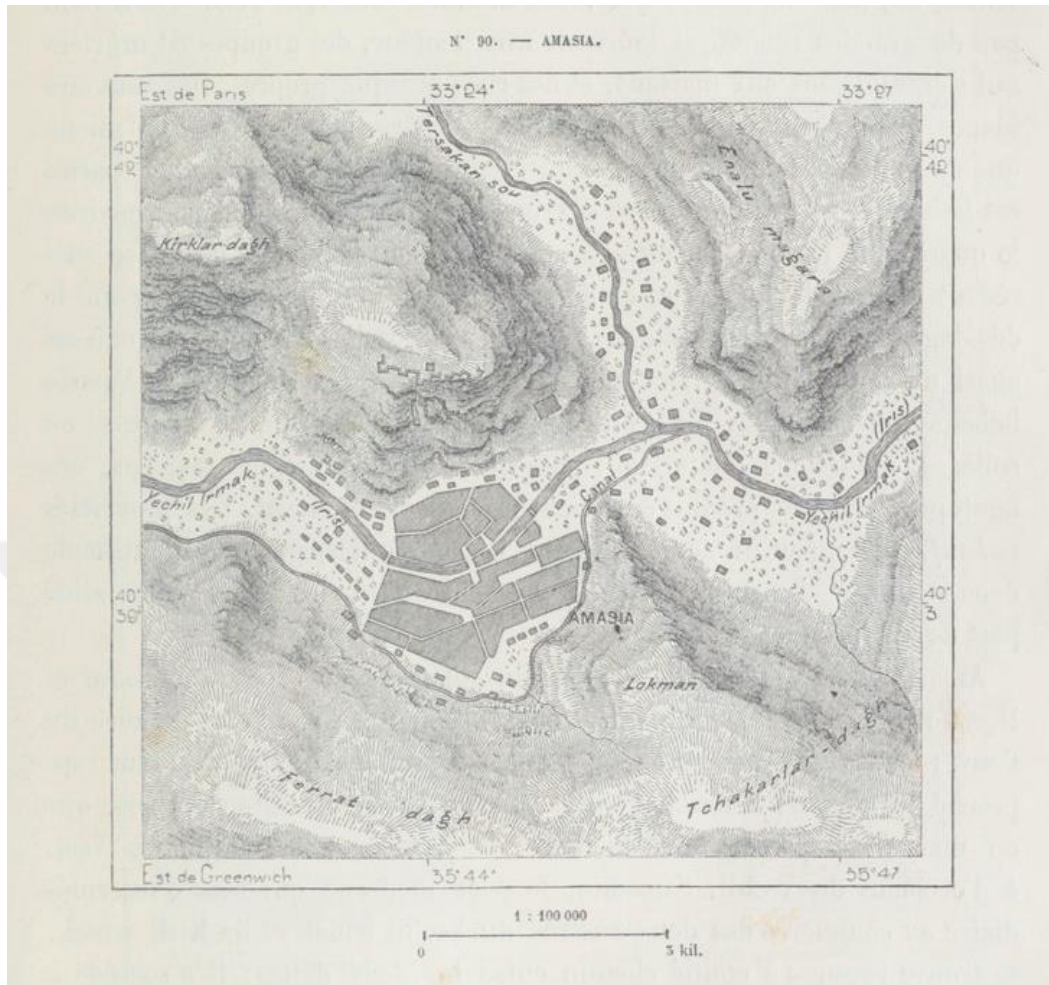 N° 90. — AMASIA.
Est de Paris
33°24'
33°27
40°
42'
40°
42'
Tersakan sou
Enalu
magara
Kirklar dagh
Yechil Irmak
(Iris)
Canal
Yechil Irmak
(Iris)
40°
39'
40°
3
AMASIA
Lokman
Ferrat dagh
Tchakarlar-dagh
Est de Greenwich
35°44'
55°47
1 : 100 000
0
3 kil.